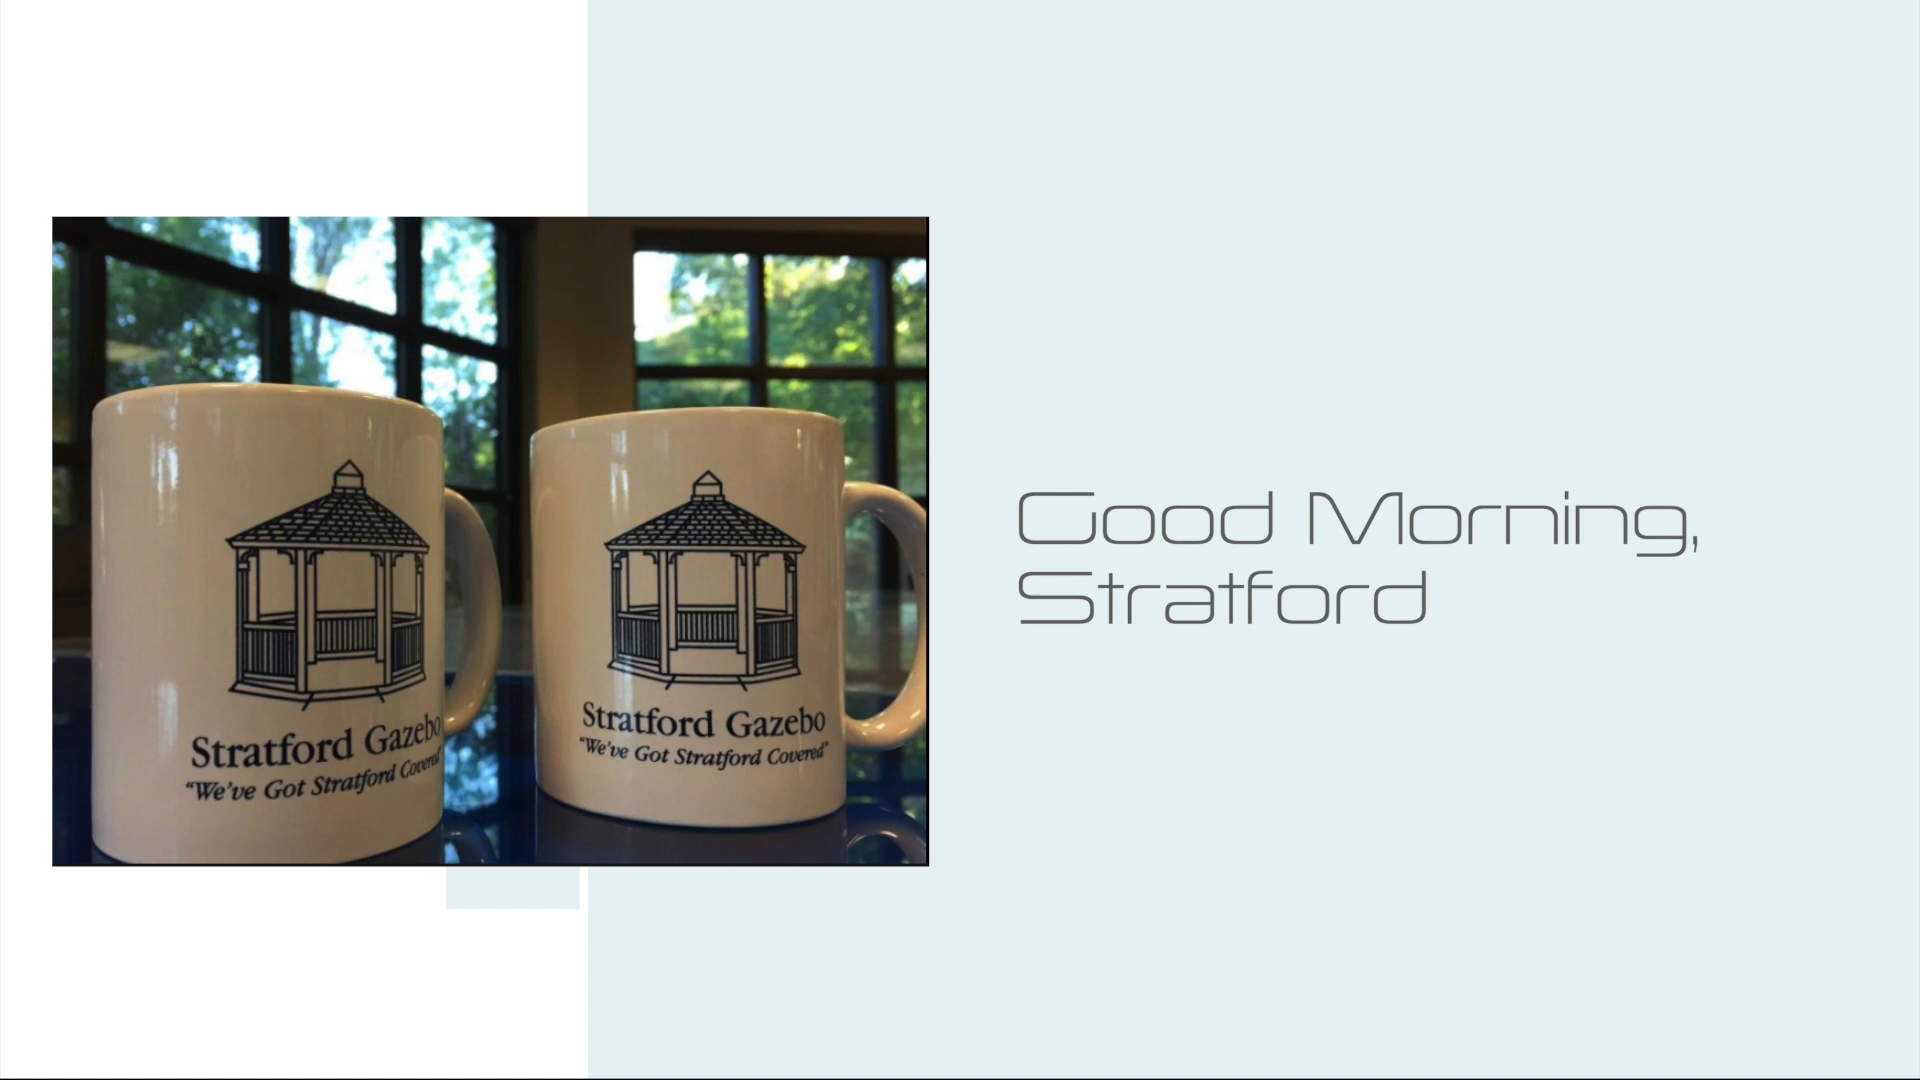 Stratford Gazebo
"We've Got Stratford Covered"
Stratford Gazebo
"We've Got Stratford Covered"
Good Morning,
Stratford